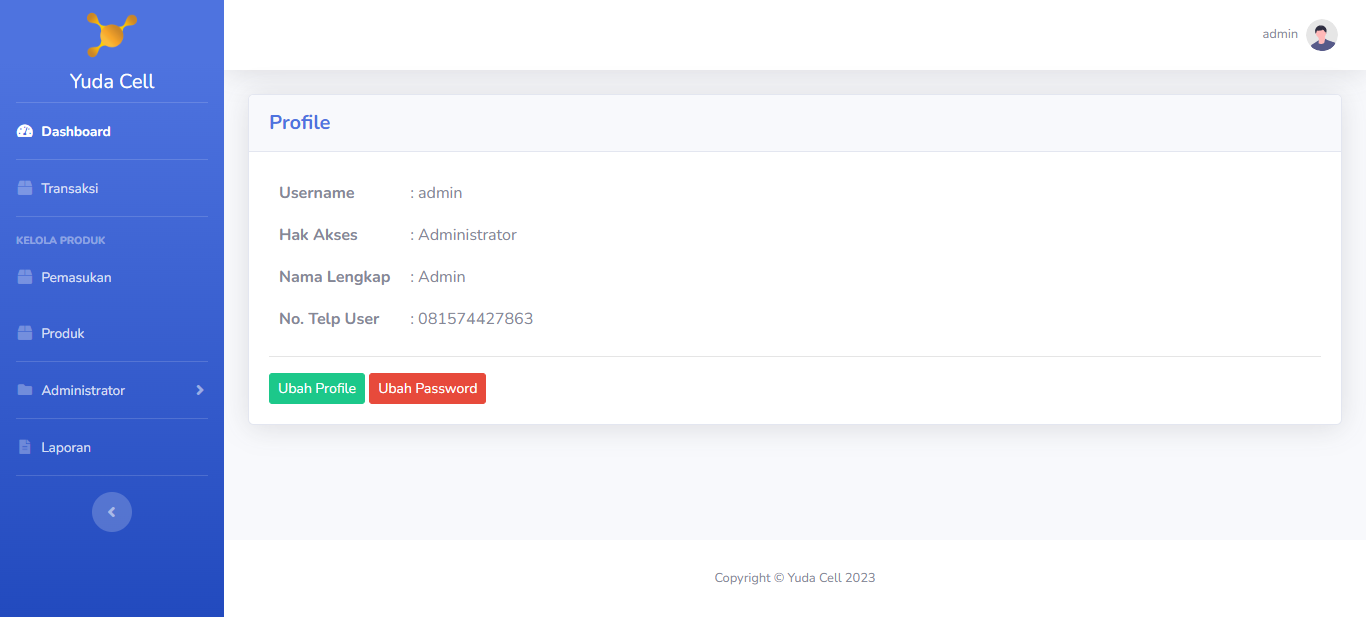 Yuda Cell
Dashboard
Transaksi
KELOLA PRODUK
Pemasukan
Produk
Administrator
Laporan
admin
Profile
Username : admin
Hak Akses : Administrator
Nama Lengkap : Admin
No. Telp User : 081574427863
Ubah Profile Ubah Password
Copyright © Yuda Cell 2023